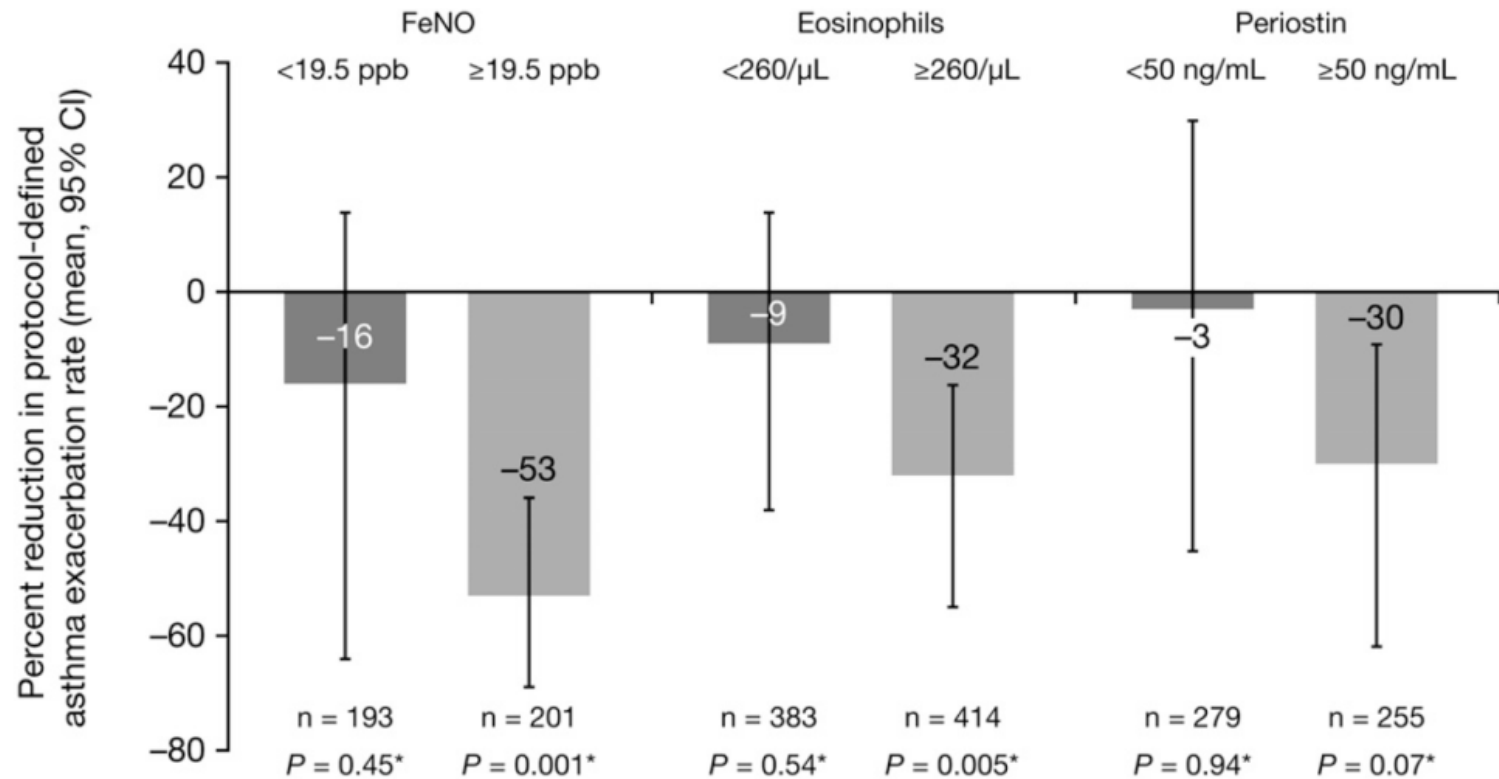 FeNO Eosinophils Periostin
<19.5 ppb ≥19.5 ppb <260/μL ≥260/μL <50 ng/mL ≥50 ng/mL
Percent reduction in protocol-defined
asthma exacerbation rate (mean, 95% CI)
40
20
0
–20
–40
–60
–80
–16
–53
–9
–32
–3
–30
n = 193 n = 201 n = 383 n = 414 n = 279 n = 255
P = 0.45* P = 0.001* P = 0.54* P = 0.005* P = 0.94* P = 0.07*